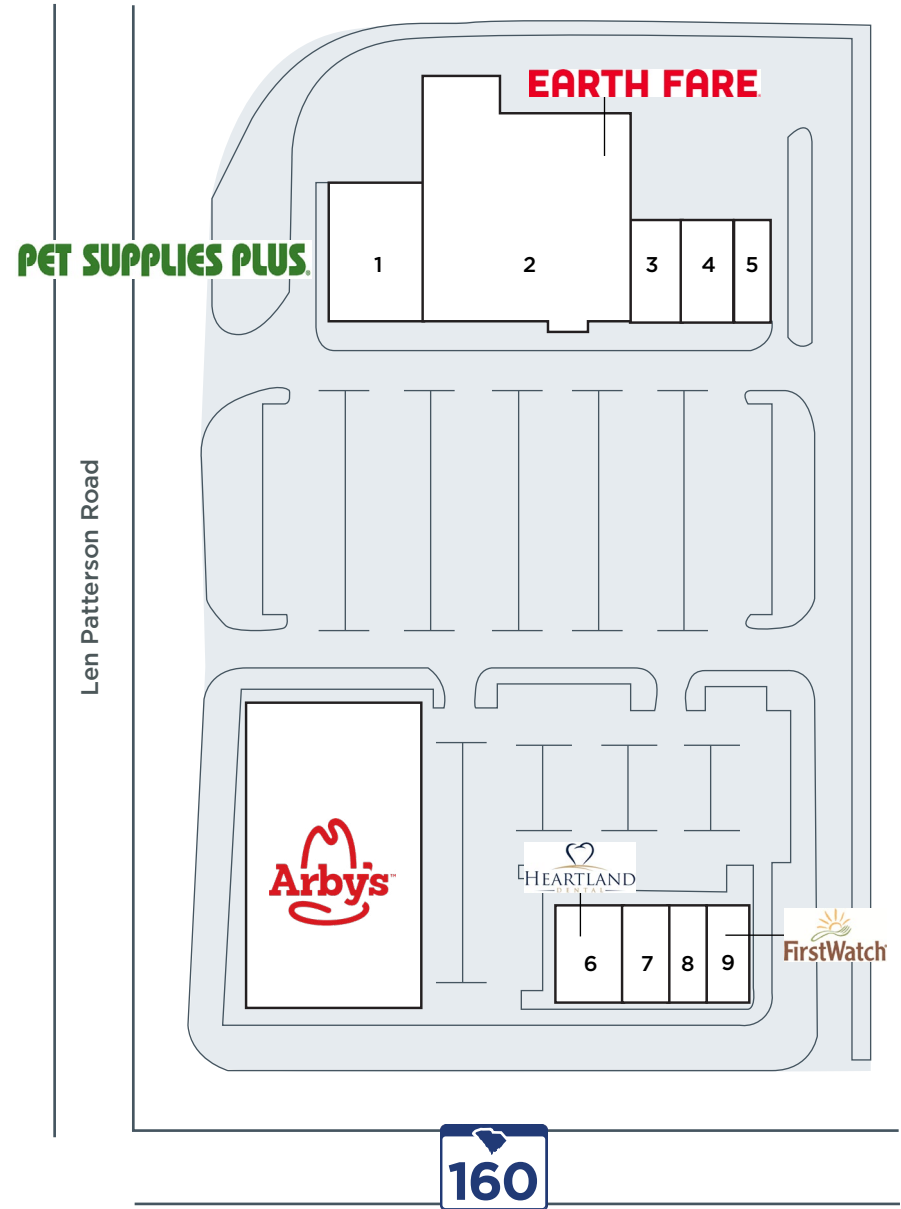 EARTH FARE
PET SUPPLIES PLUS.
1
2
3
4
5
Len Patterson Road
Arby's™
HEARTLAND
DENTAL
6
7
8
9
FirstWatch
160